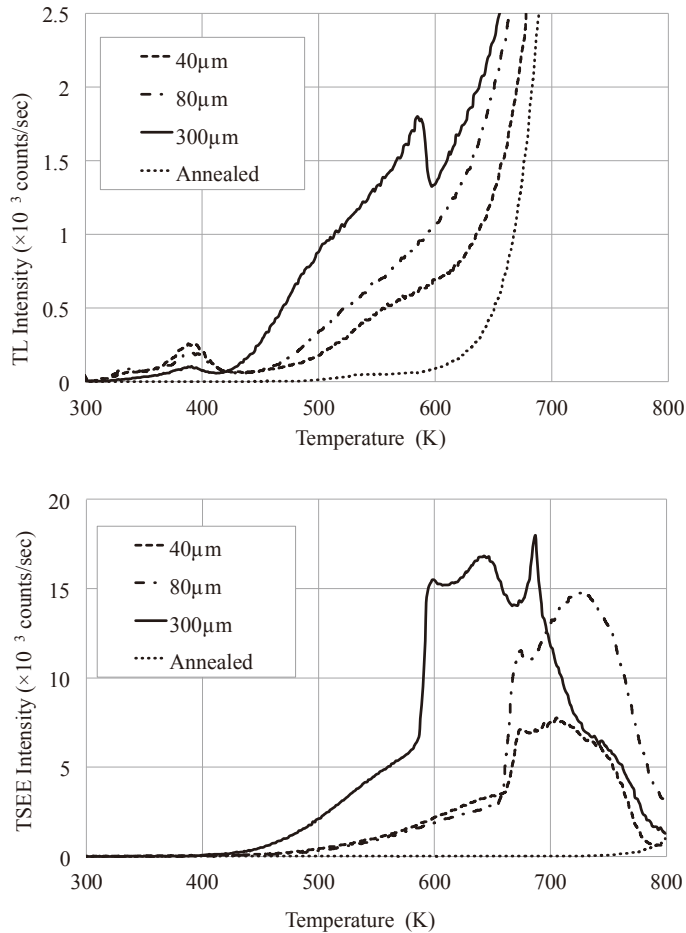 2.5
2
1.5
1
0.5
0
TL Intensity (×10 ³ counts/sec)
40μm
80μm
300μm
Annealed
300 400 500 600 700 800
Temperature (K)
20
15
10
5
0
TSEE Intensity (×10 ³ counts/sec)
40μm
80μm
300μm
Annealed
300 400 500 600 700 800
Temperature (K)